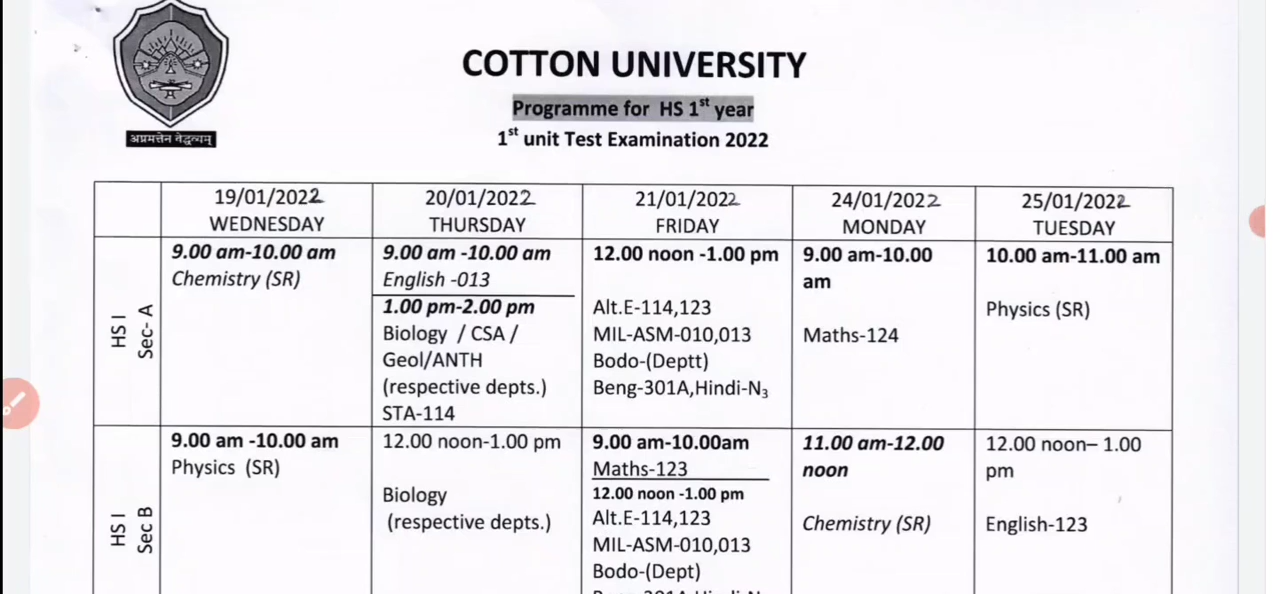 अप्रमत्तेन वेद्धव्यम्
COTTON UNIVERSITY
Programme for HS 1st year
1st unit Test Examination 2022
19/01/2022
WEDNESDAY
20/01/2022
THURSDAY
21/01/2022
FRIDAY
24/01/2022
MONDAY
25/01/2022
TUESDAY
HS I
Sec- A
9.00 am-10.00 am
Chemistry (SR)
9.00 am -10.00 am
English -013
1.00 pm-2.00 pm
Biology / CSA /
Geol/ANTH
(respective depts.)
STA-114
12.00 noon -1.00 pm
Alt.E-114,123
MIL-ASM-010,013
Bodo-(Deptt)
Beng-301A,Hindi-N3
9.00 am-10.00
am
Maths-124
10.00 am-11.00 am
Physics (SR)
HS I
Sec B
9.00 am -10.00 am
Physics (SR)
12.00 noon-1.00 pm
Biology
(respective depts.)
9.00 am-10.00am
Maths-123
12.00 noon -1.00 pm
Alt.E-114,123
MIL-ASM-010,013
Bodo-(Dept)
11.00 am-12.00
noon
Chemistry (SR)
12.00 noon– 1.00
pm
English-123